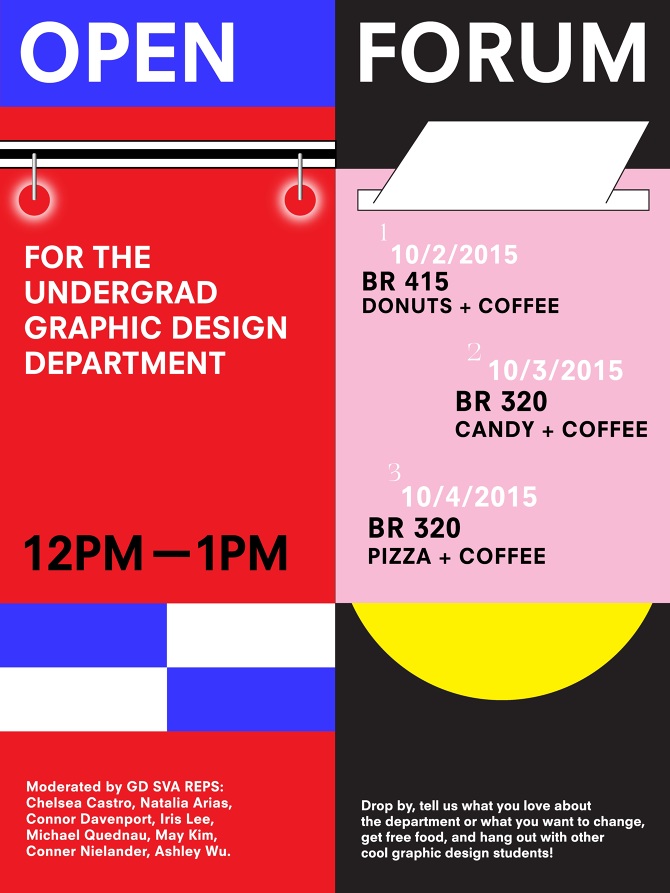 OPEN FORUM
FOR THE
UNDERGRAD
GRAPHIC DESIGN
DEPARTMENT
12PM—1PM
1
10/2/2015
BR 415
DONUTS + COFFEE
2
10/3/2015
BR 320
CANDY + COFFEE
3
10/4/2015
BR 320
PIZZA + COFFEE
Moderated by GD SVA REPS:
Chelsea Castro, Natalia Arias,
Connor Davenport, Iris Lee,
Michael Quednau, May Kim,
Conner Nielander, Ashley Wu.
Drop by, tell us what you love about
the department or what you want to change,
get free food, and hang out with other
cool graphic design students!